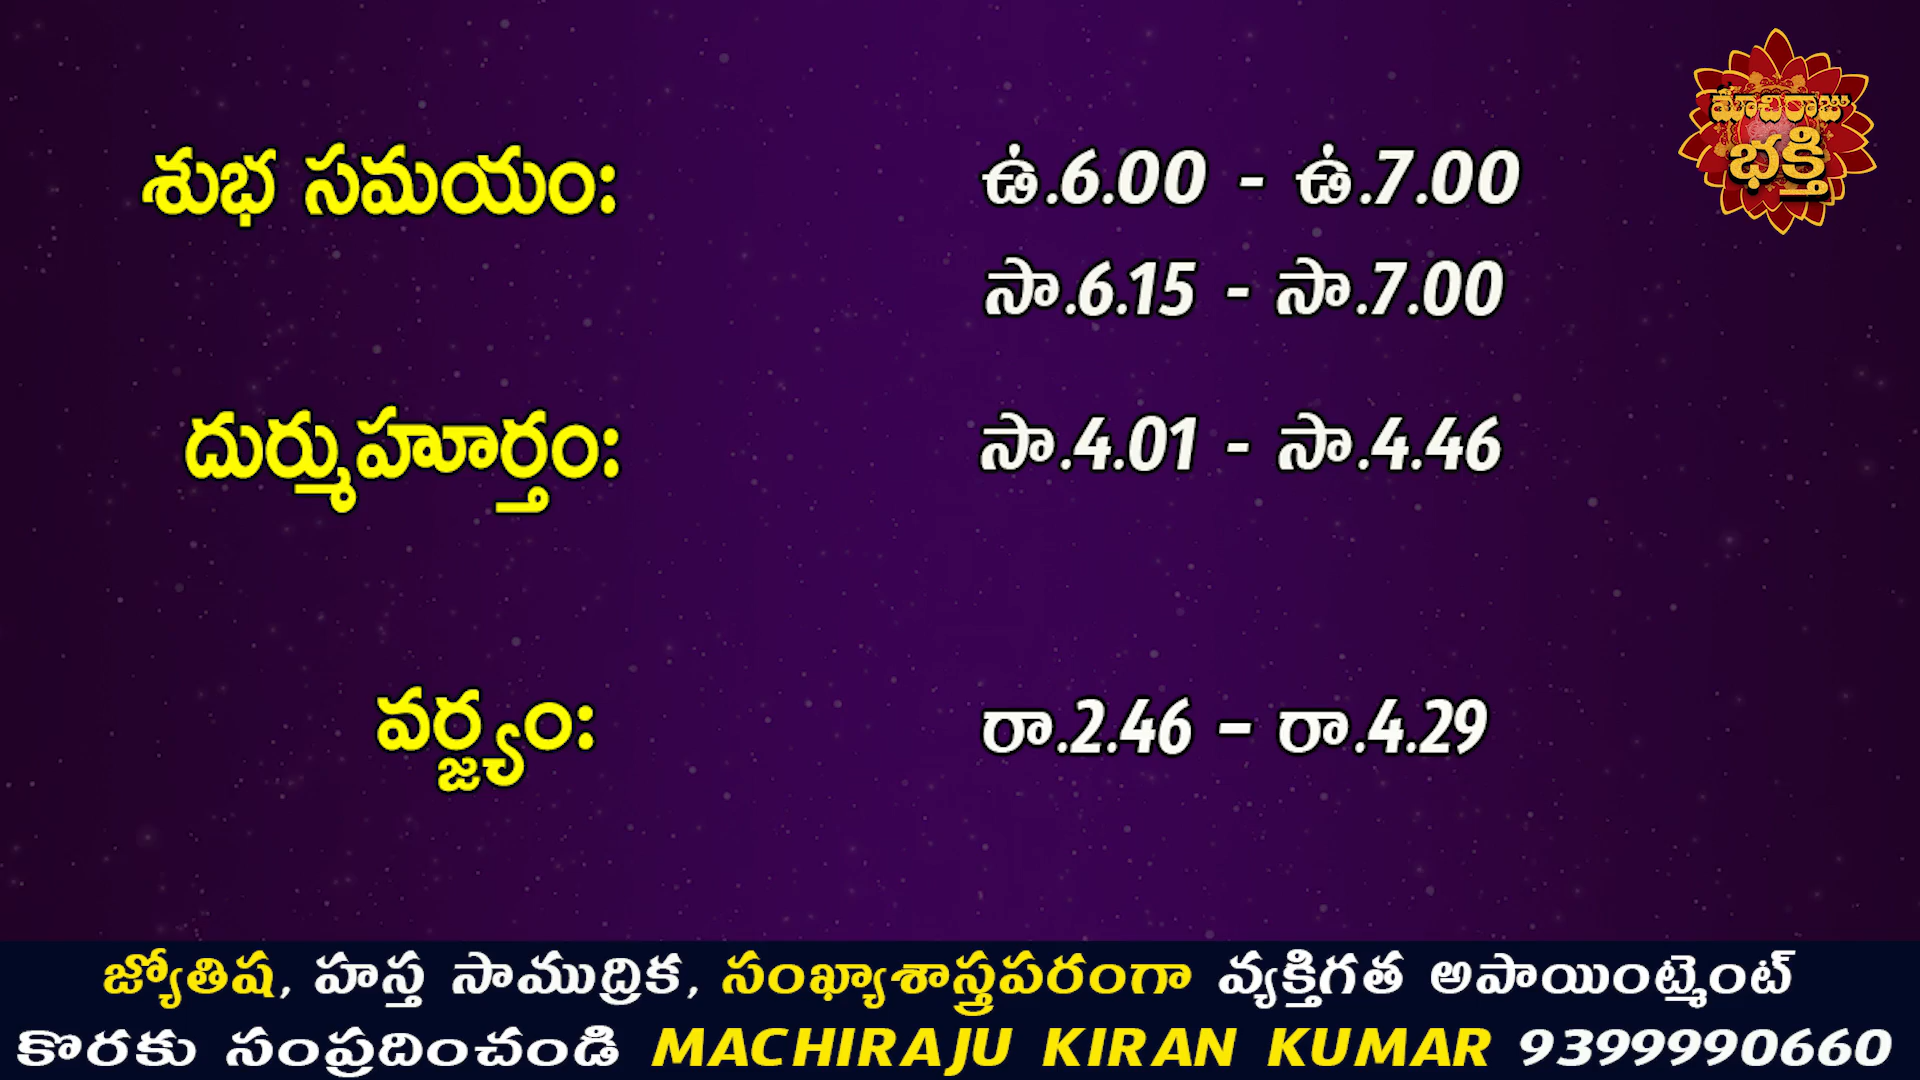 మాచిరాజు
భక్తి
శుభ సమయం: ఉ.6.00 - ఉ.7.00
సా.6.15 - సా.7.00
దుర్ముహూర్తం: సా.4.01 - సా.4.46
వర్జ్యం: రా.2.46 - రా.4.29
జ్యోతిష, హస్త సాముద్రిక, సంఖ్యాశాస్త్రపరంగా వ్యక్తిగత అపాయింట్మెంట్
కొరకు సంప్రదించండి MACHIRAJU KIRAN KUMAR 9399990660